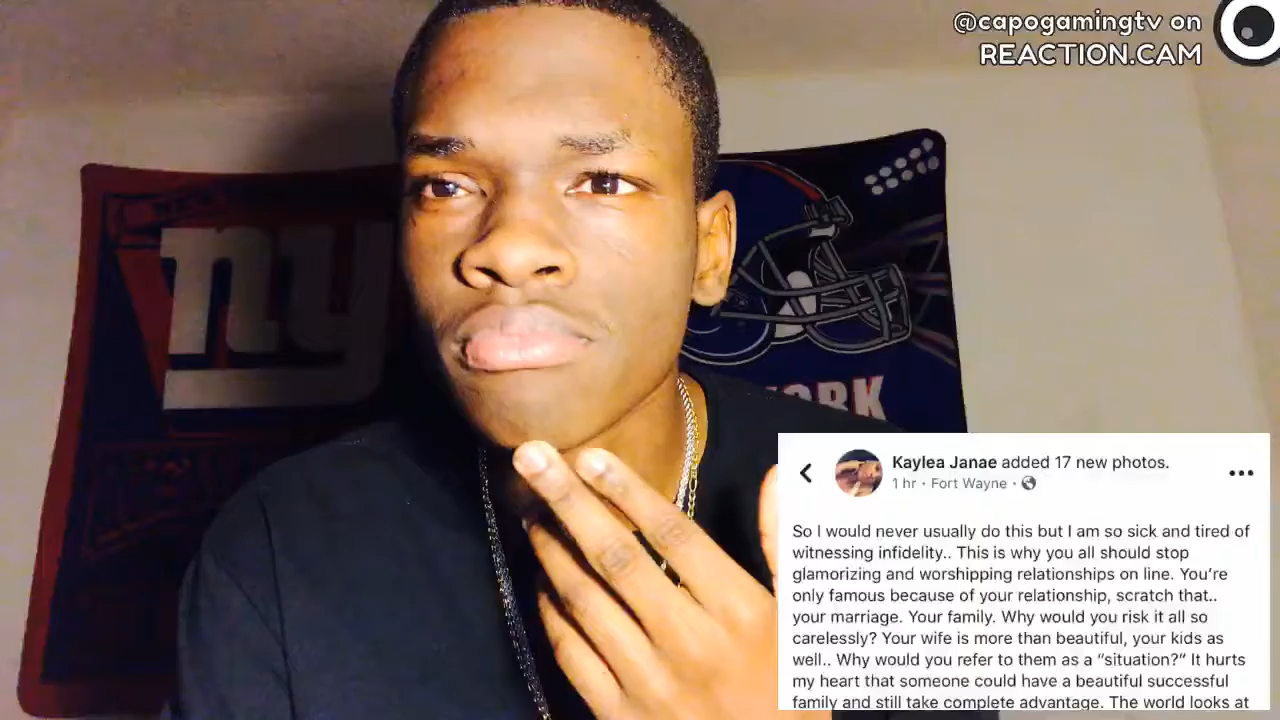 @capogamingtv on
REACTION.CAM
ny
YORK
Kaylea Janae added 17 new photos.
1 hr · Fort Wayne ·
So I would never usually do this but I am so sick and tired of
witnessing infidelity.. This is why you all should stop
glamorizing and worshipping relationships on line. You’re
only famous because of your relationship, scratch that..
your marriage. Your family. Why would you risk it all so
carelessly? Your wife is more than beautiful, your kids as
well.. Why would you refer to them as a “situation?“ It hurts
my heart that someone could have a beautiful successful
family and still take complete advantage. The world looks at